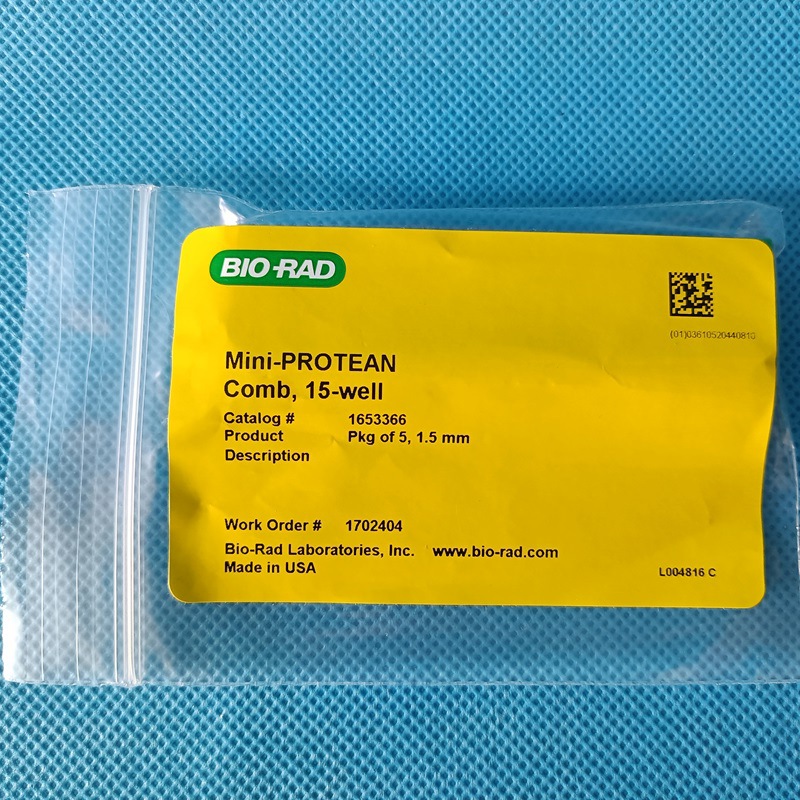 BIO-RAD
(01)0361052044081
Mini-PROTEAN
Comb, 15-well
Catalog # 1653366
Product Pkg of 5, 1.5 mm
Description
Work Order # 1702404
Bio-Rad Laboratories, Inc. www.bio-rad.com
Made in USA
L004816 C